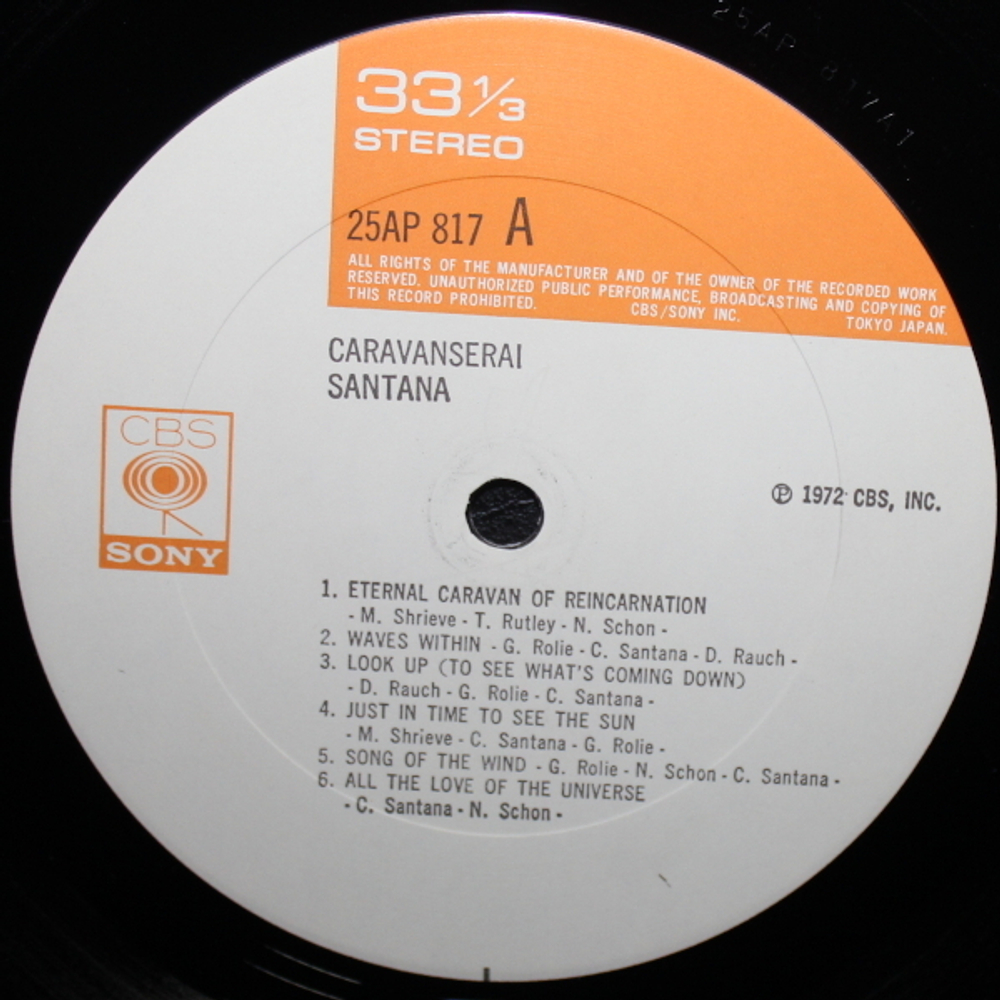 25AP 817A1
33 1/3
STEREO
25AP 817 A
ALL RIGHTS OF THE MANUFACTURER AND OF THE OWNER OF THE RECORDED WORK
RESERVED. UNAUTHORIZED PUBLIC PERFORMANCE, BROADCASTING AND COPYING OF
THIS RECORD PROHIBITED. CBS/SONY INC. TOKYO JAPAN.
CARAVANSERAI
SANTANA
CBS
SONY
℗ 1972 CBS, INC.
1. ETERNAL CARAVAN OF REINCARNATION
- M. Shrieve - T. Rutley - N. Schon -
2. WAVES WITHIN - G. Rolie - C. Santana - D. Rauch -
3. LOOK UP (TO SEE WHAT'S COMING DOWN)
- D. Rauch - G. Rolie - C. Santana -
4. JUST IN TIME TO SEE THE SUN
- M. Shrieve - C. Santana - G. Rolie -
5. SONG OF THE WIND - G. Rolie - N. Schon - C. Santana -
6. ALL THE LOVE OF THE UNIVERSE
- C. Santana - N. Schon -